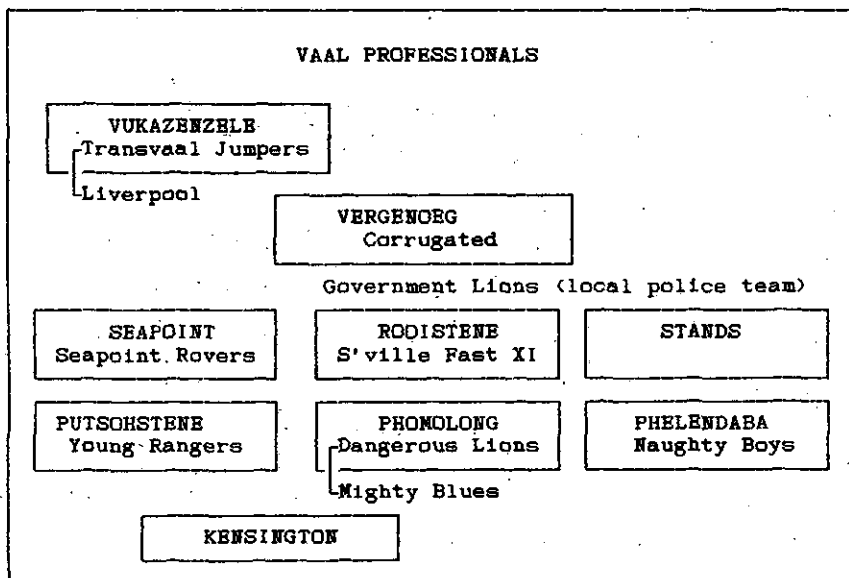 VAAL PROFESSIONALS
VUKAZENZELE
Transvaal Jumpers
Liverpool
VERGENOEG
Corrugated
Government Lions (local police team)
SEAPOINT
Seapoint Rovers
ROOISTENE
S'ville Fast XI
STANDS
PUTSOHSTENE
Young Rangers
PHOMOLONG
Dangerous Lions
Mighty Blues
PHELENDABA
Naughty Boys
KENSINGTON